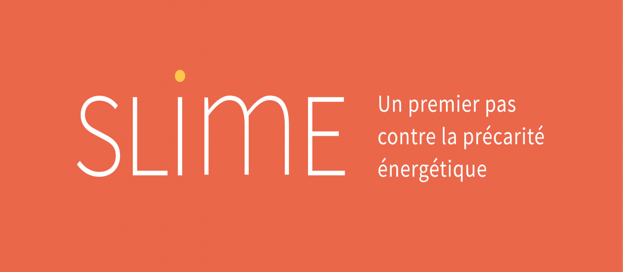 SLiME
Un premier pas
contre la précarité
énergétique